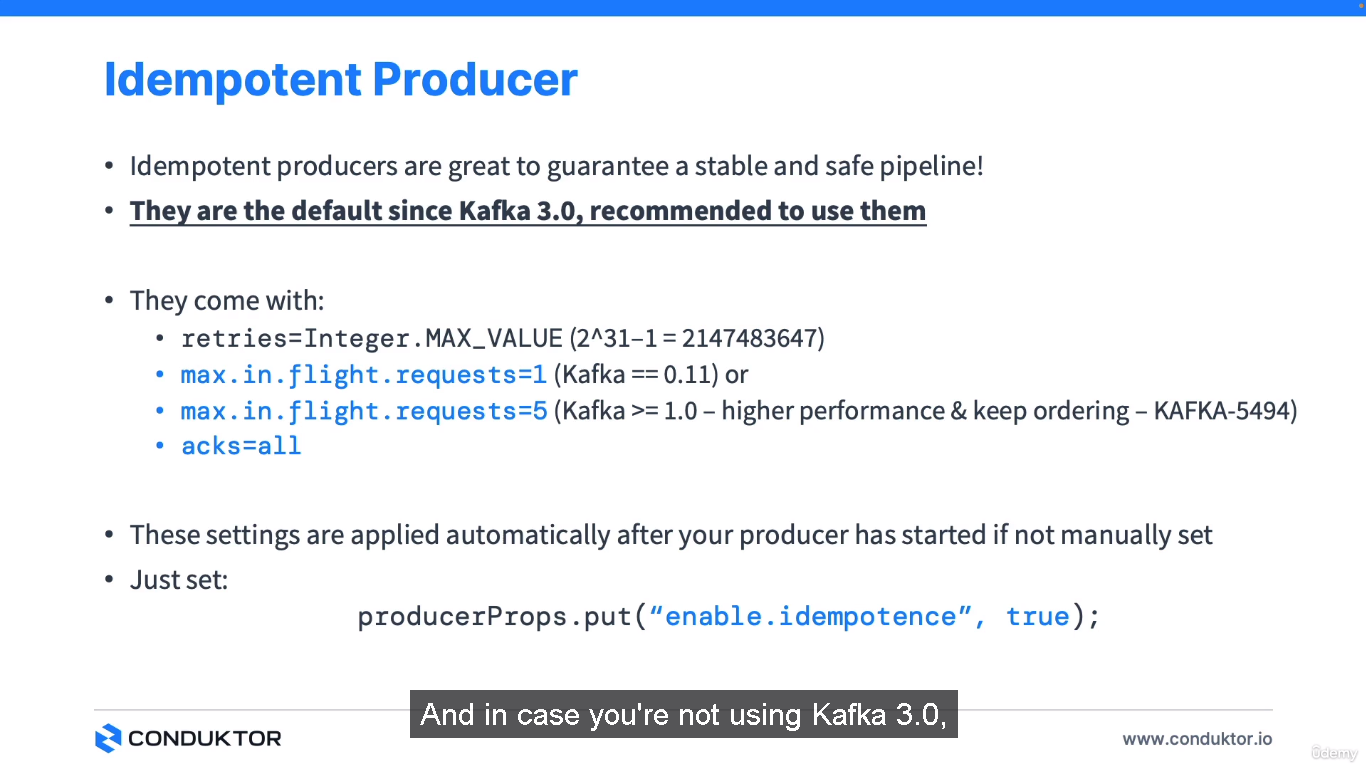 Idempotent Producer
• Idempotent producers are great to guarantee a stable and safe pipeline!
• They are the default since Kafka 3.0, recommended to use them
• They come with:
• retries=Integer.MAX_VALUE (2^31–1 = 2147483647)
• max.in.flight.requests=1 (Kafka == 0.11) or
• max.in.flight.requests=5 (Kafka >= 1.0 – higher performance & keep ordering – KAFKA-5494)
• acks=all
• These settings are applied automatically after your producer has started if not manually set
• Just set:
producerProps.put(“enable.idempotence”, true);
And in case you're not using Kafka 3.0,
CONDUKTOR
www.conduktor.io
ûdemy